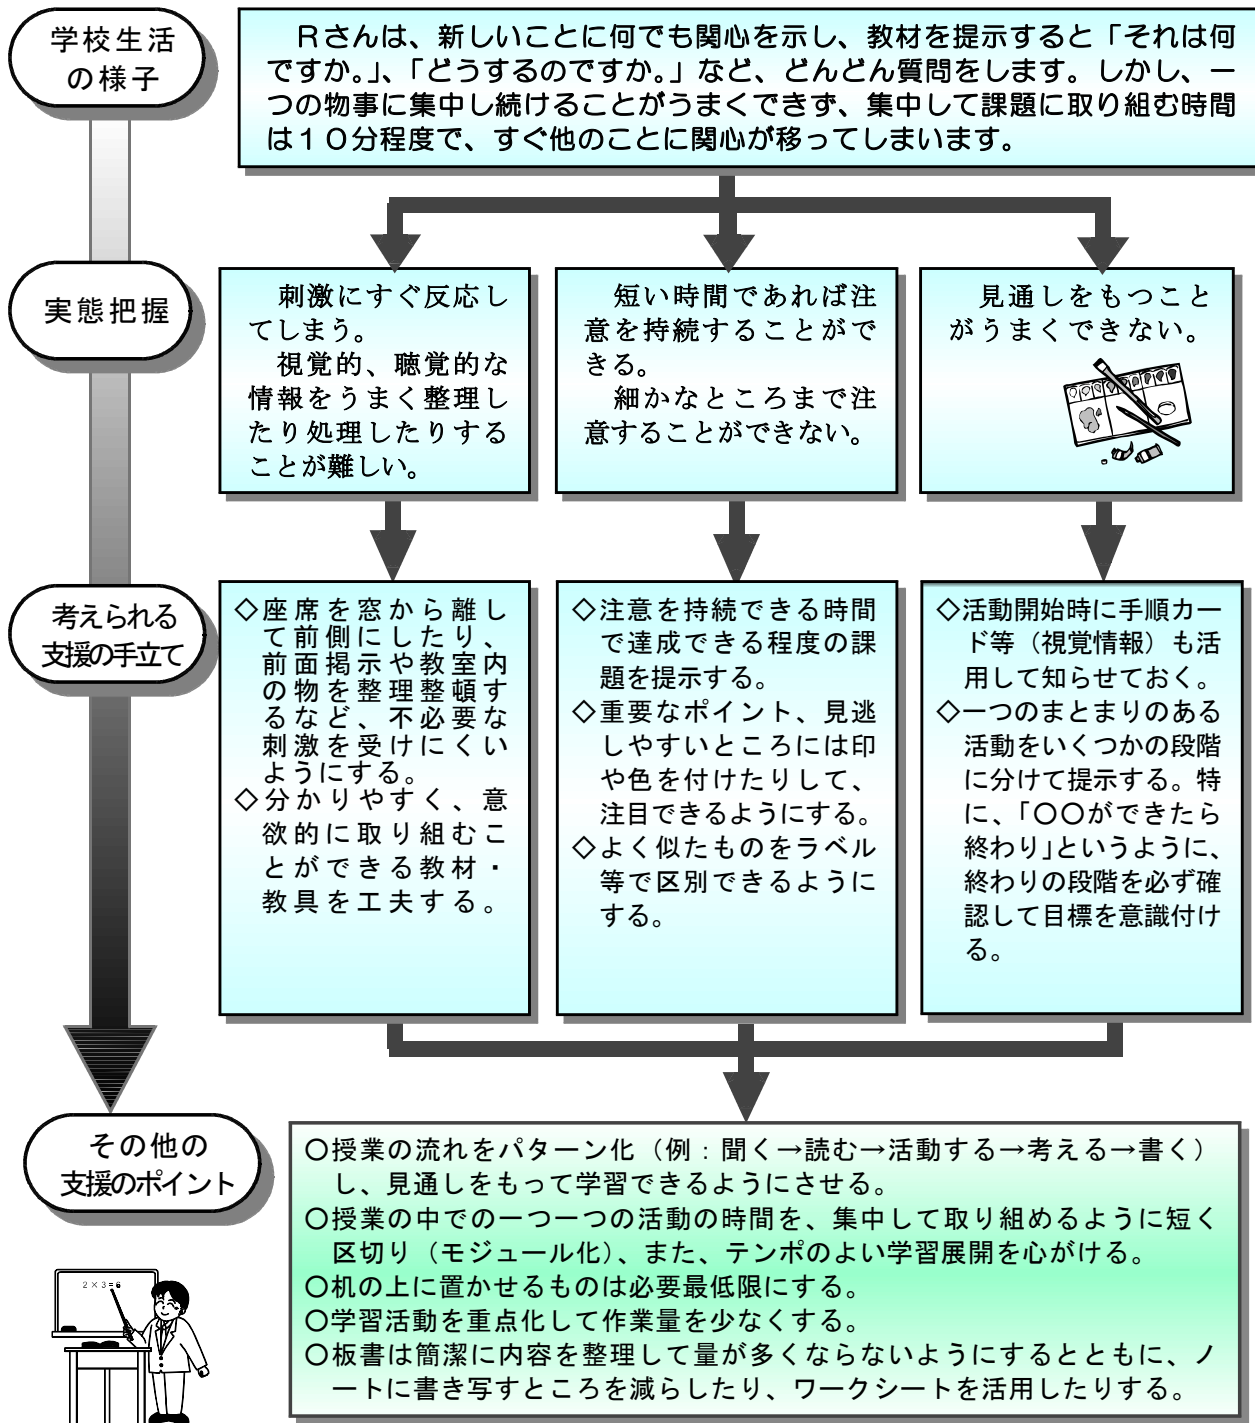 学校生活
の様子
　Rさんは、新しいことに何でも関心を示し、教材を提示すると「それは何
ですか。」、「どうするのですか。」など、どんどん質問をします。しかし、一
つの物事に集中し続けることがうまくできず、集中して課題に取り組む時間
は１０分程度で、すぐ他のことに関心が移ってしまいます。
実態把握
　刺激にすぐ反応し
てしまう。
　視覚的、聴覚的な
情報をうまく整理し
たり処理したりする
ことが難しい。
　短い時間であれば注
意を持続することがで
きる。
　細かなところまで注
意することができない。
　見通しをもつこと
がうまくできない。
考えられる
支援の手立て
◇座席を窓から離し
て前側にしたり、
前面掲示や教室内
の物を整理整頓す
るなど、不必要な
刺激を受けにくい
ようにする。
◇分かりやすく、意
欲的に取り組むこ
とができる教材・
教具を工夫する。
◇注意を持続できる時間
で達成できる程度の課
題を提示する。
◇重要なポイント、見逃
しやすいところには印
や色を付けたりして、
注目できるようにする。
◇よく似たものをラベル
等で区別できるように
する。
◇活動開始時に手順カー
ド等（視覚情報）も活
用して知らせておく。
◇一つのまとまりのある
活動をいくつかの段階
に分けて提示する。特
に、「○○ができたら
終わり」というように、
終わりの段階を必ず確
認して目標を意識付け
る。
その他の
支援のポイント
○授業の流れをパターン化（例：聞く→読む→活動する→考える→書く）
し、見通しをもって学習できるようにさせる。
○授業の中での一つ一つの活動の時間を、集中して取り組めるように短く
区切り（モジュール化）、また、テンポのよい学習展開を心がける。
○机の上に置かせるものは必要最低限にする。
○学習活動を重点化して作業量を少なくする。
○板書は簡潔に内容を整理して量が多くならないようにするとともに、ノ
ートに書き写すところを減らしたり、ワークシートを活用したりする。
2×3=6